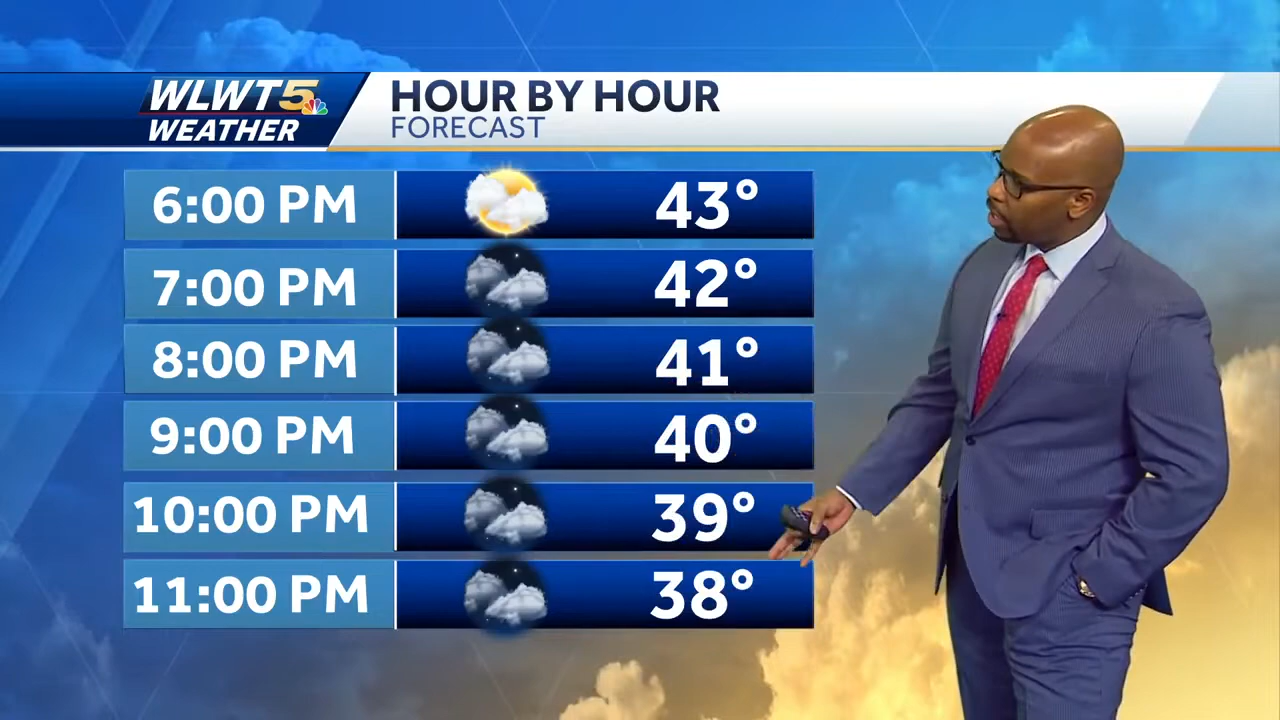 WLWT5
WEATHER
HOUR BY HOUR
FORECAST
6:00 PM 43°
7:00 PM 42°
8:00 PM 41°
9:00 PM 40°
10:00 PM 39°
11:00 PM 38°